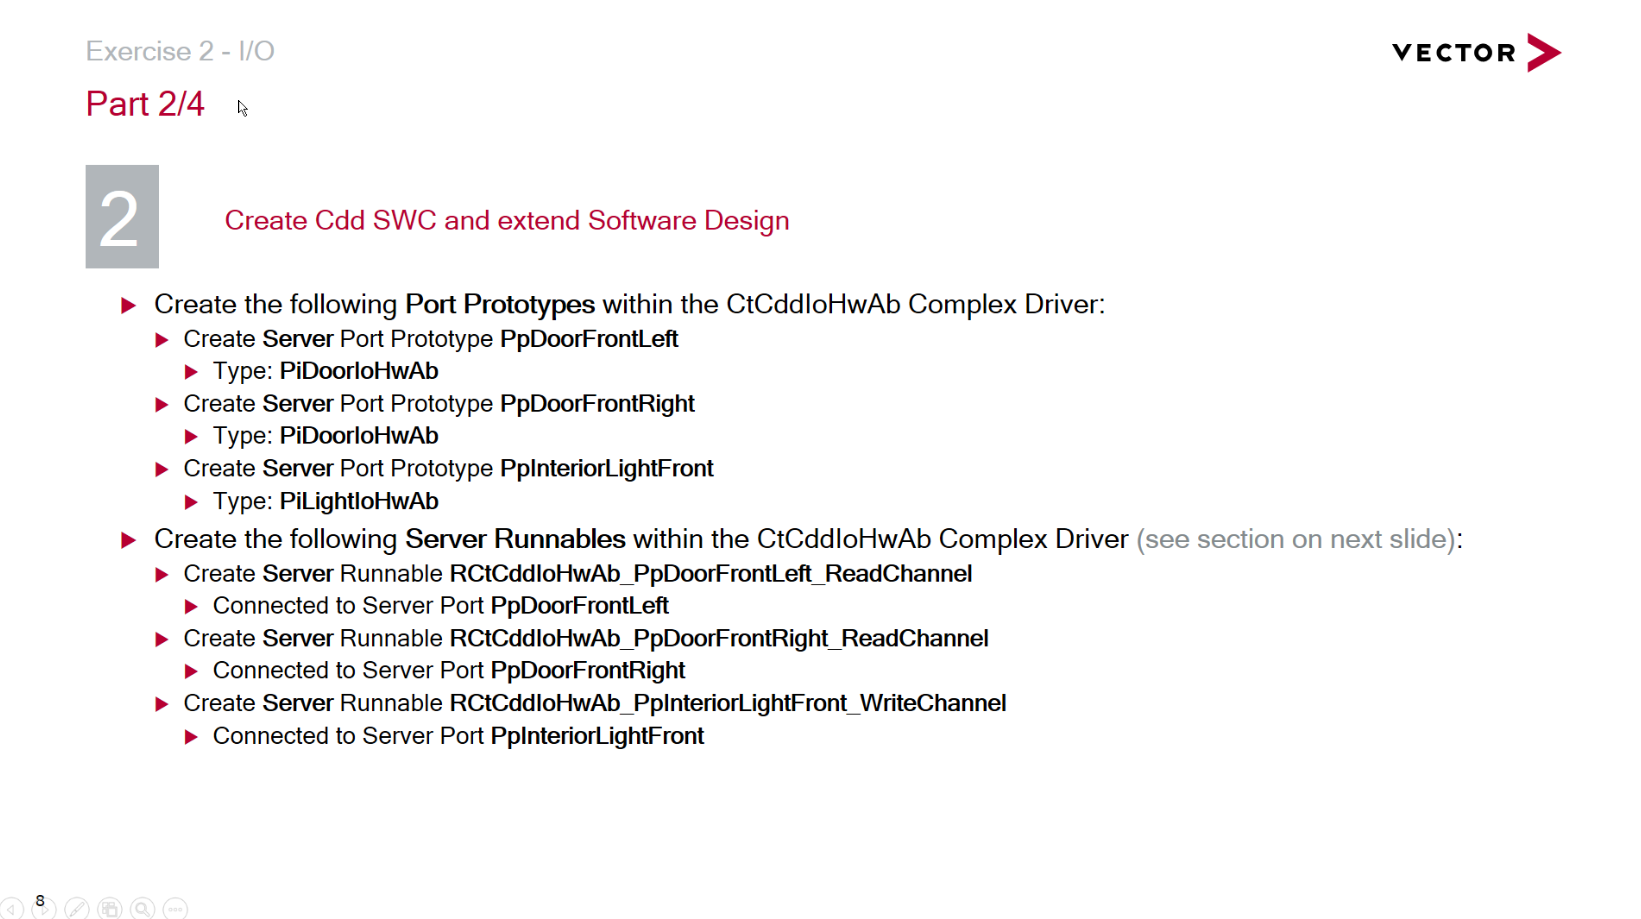 Exercise 2 - I/O
VECTOR
Part 2/4
2
Create Cdd SWC and extend Software Design
Create the following Port Prototypes within the CtCddIoHwAb Complex Driver:
Create Server Port Prototype PpDoorFrontLeft
Type: PiDoorIoHwAb
Create Server Port Prototype PpDoorFrontRight
Type: PiDoorIoHwAb
Create Server Port Prototype PpInteriorLightFront
Type: PiLightIoHwAb
Create the following Server Runnables within the CtCddIoHwAb Complex Driver (see section on next slide):
Create Server Runnable RCtCddIoHwAb_PpDoorFrontLeft_ReadChannel
Connected to Server Port PpDoorFrontLeft
Create Server Runnable RCtCddIoHwAb_PpDoorFrontRight_ReadChannel
Connected to Server Port PpDoorFrontRight
Create Server Runnable RCtCddIoHwAb_PpInteriorLightFront_WriteChannel
Connected to Server Port PpInteriorLightFront
8